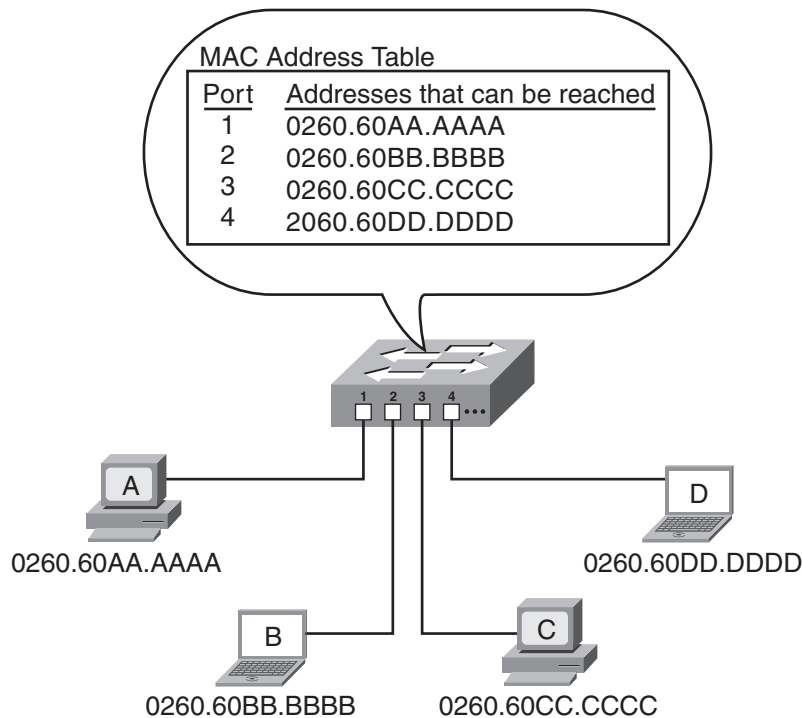 MAC Address Table
Port Addresses that can be reached
1 0260.60AA.AAAA
2 0260.60BB.BBBB
3 0260.60CC.CCCC
4 2060.60DD.DDDD
1 2 3 4
A
D
0260.60AA.AAAA
0260.60DD.DDDD
B
C
0260.60BB.BBBB
0260.60CC.CCCC